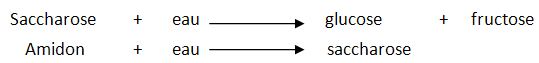 Saccharose + eau → glucose + fructose
Amidon + eau → saccharose